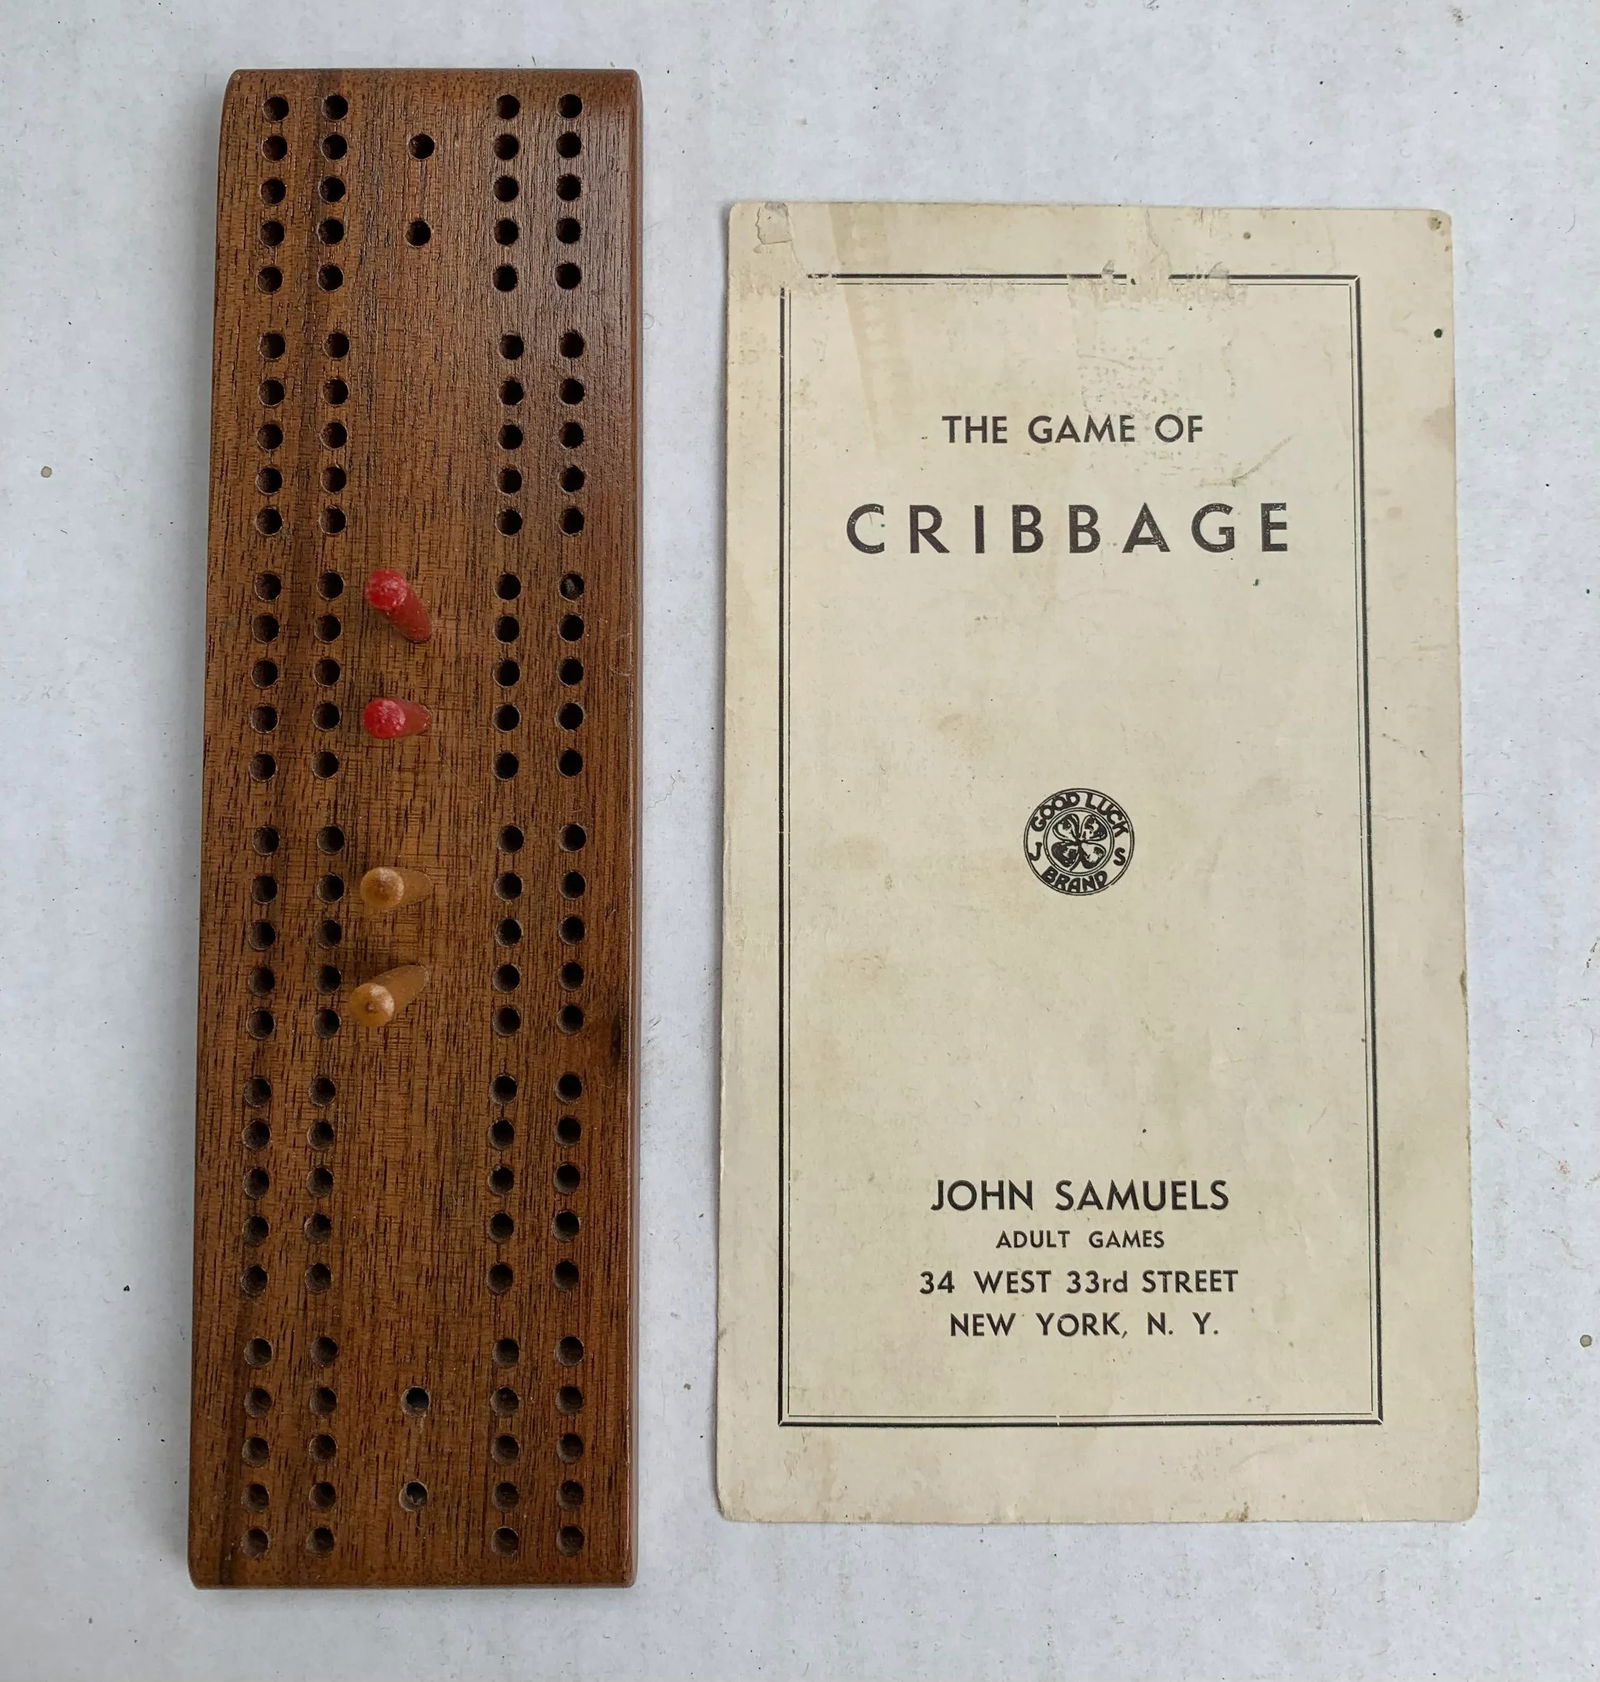 THE GAME OF
CRIBBAGE
GOOD LUCK
J S
BRAND
JOHN SAMUELS
ADULT GAMES
34 WEST 33rd STREET
NEW YORK, N. Y.